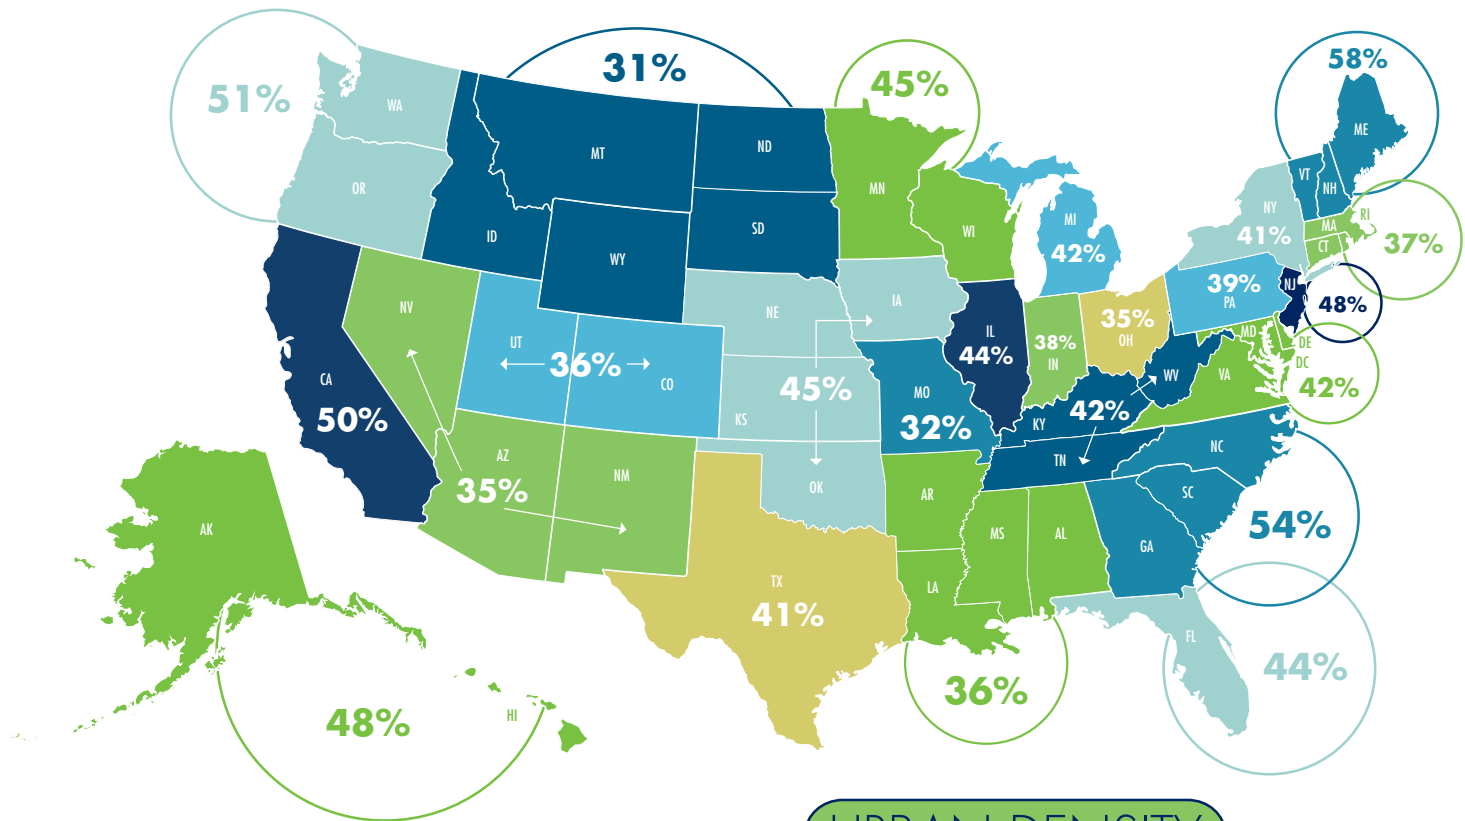 58%
31%
45%
51%
WA
ME
ND
MT
VT
NH
OR
MN
NY
RI
MI
MA
WI
SD
ID
41%
37%
CT
42%
WY
39%
NJ
PA
IA
48%
NV
NE
35%
MD
IL
OH
UT
38%
DE
44%
IN
DC
36%
CO
WV
VA
CA
42%
45%
MO
50%
42%
KS
32%
KY
NC
AZ
TN
NM
OK
35%
AR
SC
54%
AK
MS
AL
GA
TX
LA
41%
FL
44%
36%
HI
48%
URBAN DENSITY